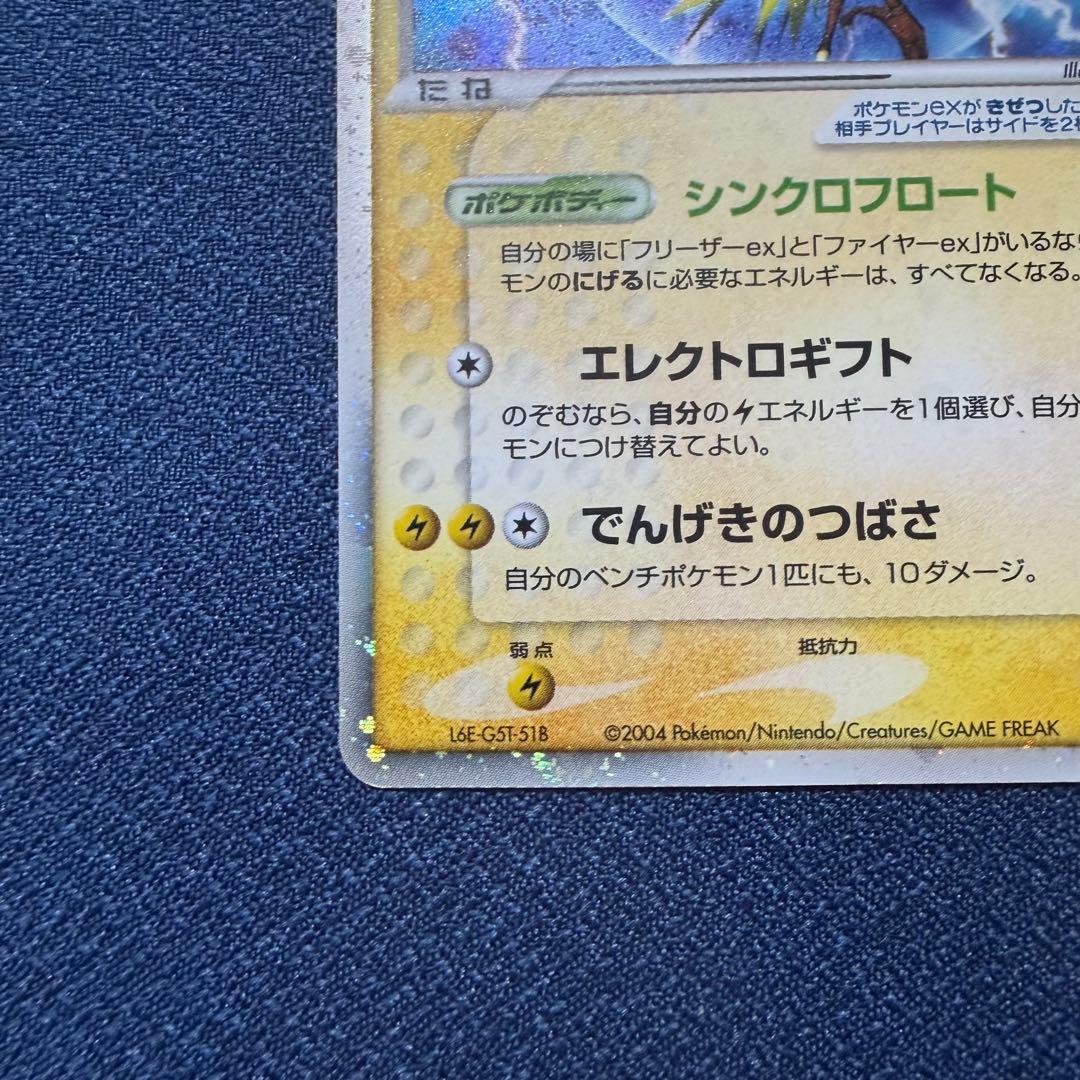 たね
ポケモンexが きぜつした
相手プレイヤーはサイドを2
ポケボディー シンクロフロート
自分の場に「フリーザーex」と「ファイヤーex」がいるな
モンのにげるに必要なエネルギーは、すべてなくなる。
エレクトロギフト
のぞむなら、自分のエネルギーを1個選び、自分
モンにつけ替えてよい。
でんげきのつばさ
自分のベンチポケモン1匹にも、10ダメージ。
弱点 抵抗力
L6E-G5T-51B ©2004 Pokémon/Nintendo/Creatures/GAME FREAK